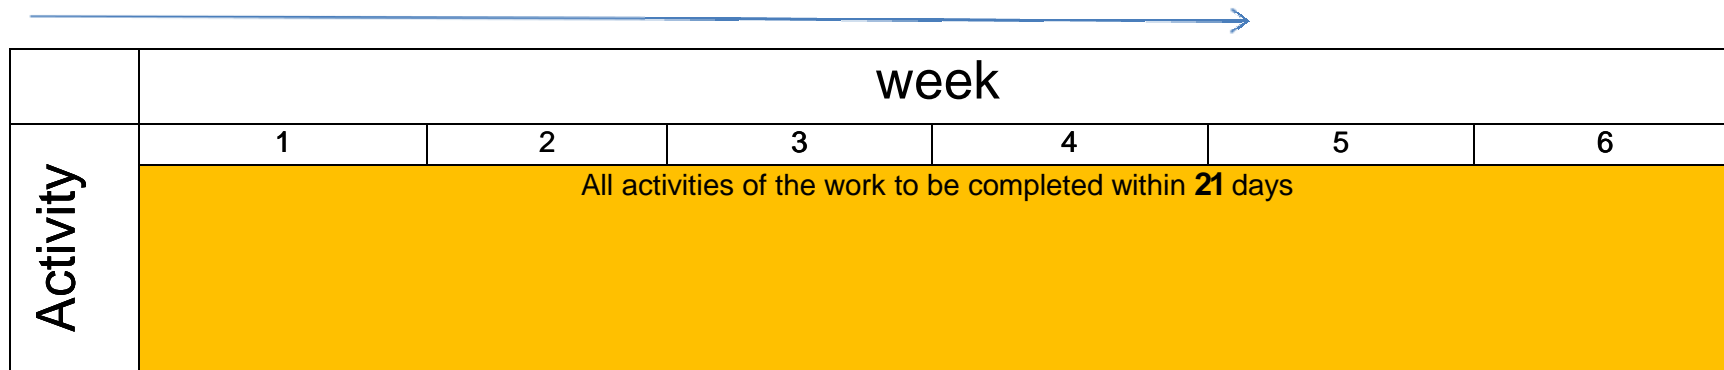 week
1 2 3 4 5 6
Activity
All activities of the work to be completed within 21 days